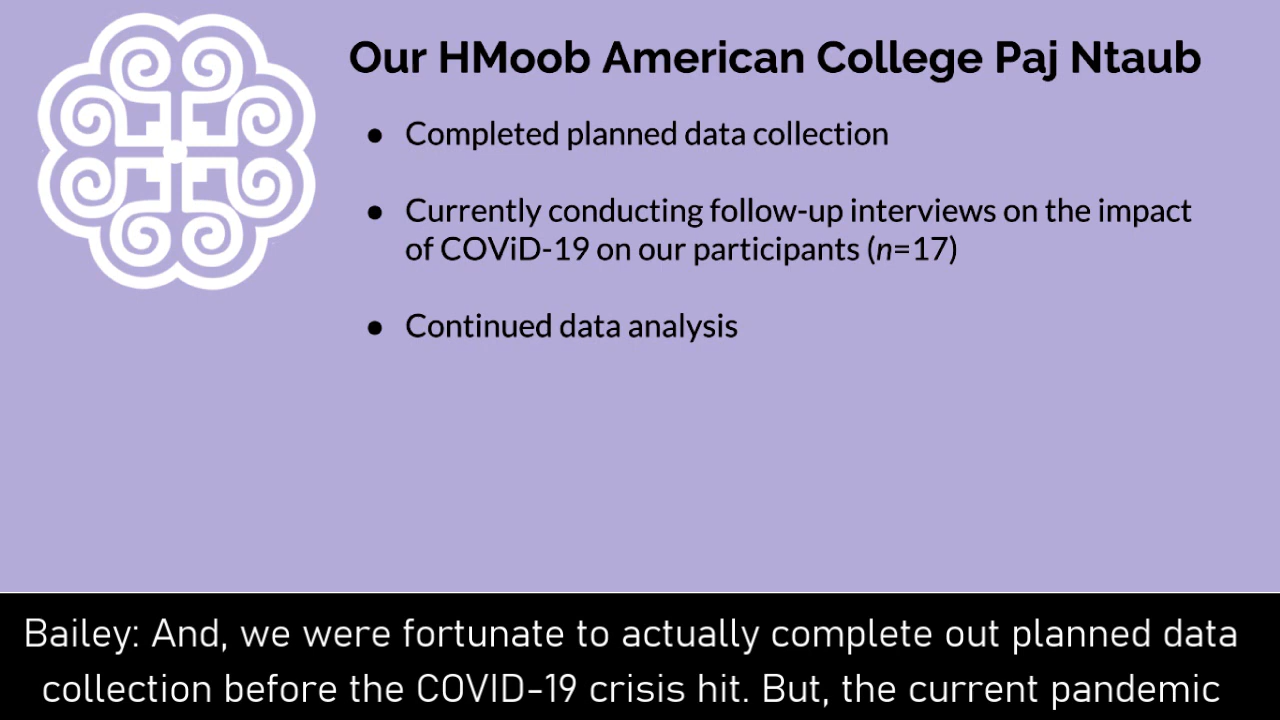 Our HMoob American College Paj Ntaub
● Completed planned data collection
● Currently conducting follow-up interviews on the impact
of COViD-19 on our participants (n=17)
● Continued data analysis
Bailey: And, we were fortunate to actually complete out planned data
collection before the COVID-19 crisis hit. But, the current pandemic